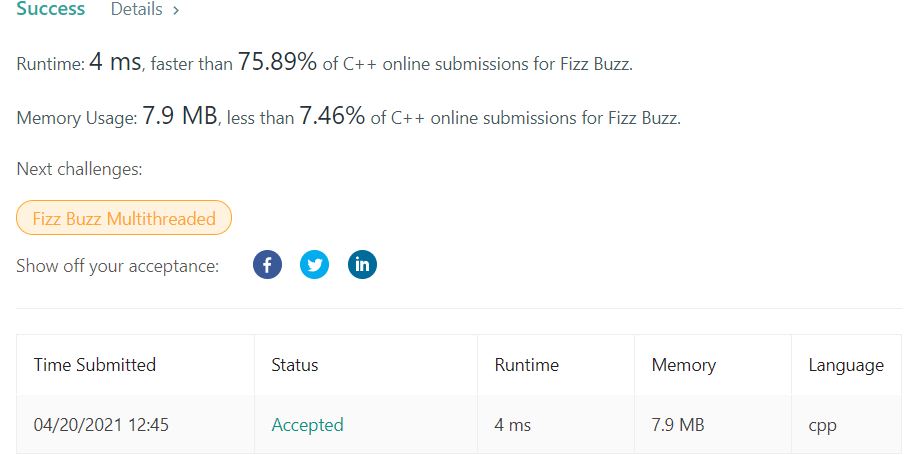 Success Details >
Runtime: 4 ms, faster than 75.89% of C++ online submissions for Fizz Buzz.
Memory Usage: 7.9 MB, less than 7.46% of C++ online submissions for Fizz Buzz.
Next challenges:
Fizz Buzz Multithreaded
Show off your acceptance: f in
Time Submitted Status Runtime Memory Language
04/20/2021 12:45 Accepted 4 ms 7.9 MB cpp